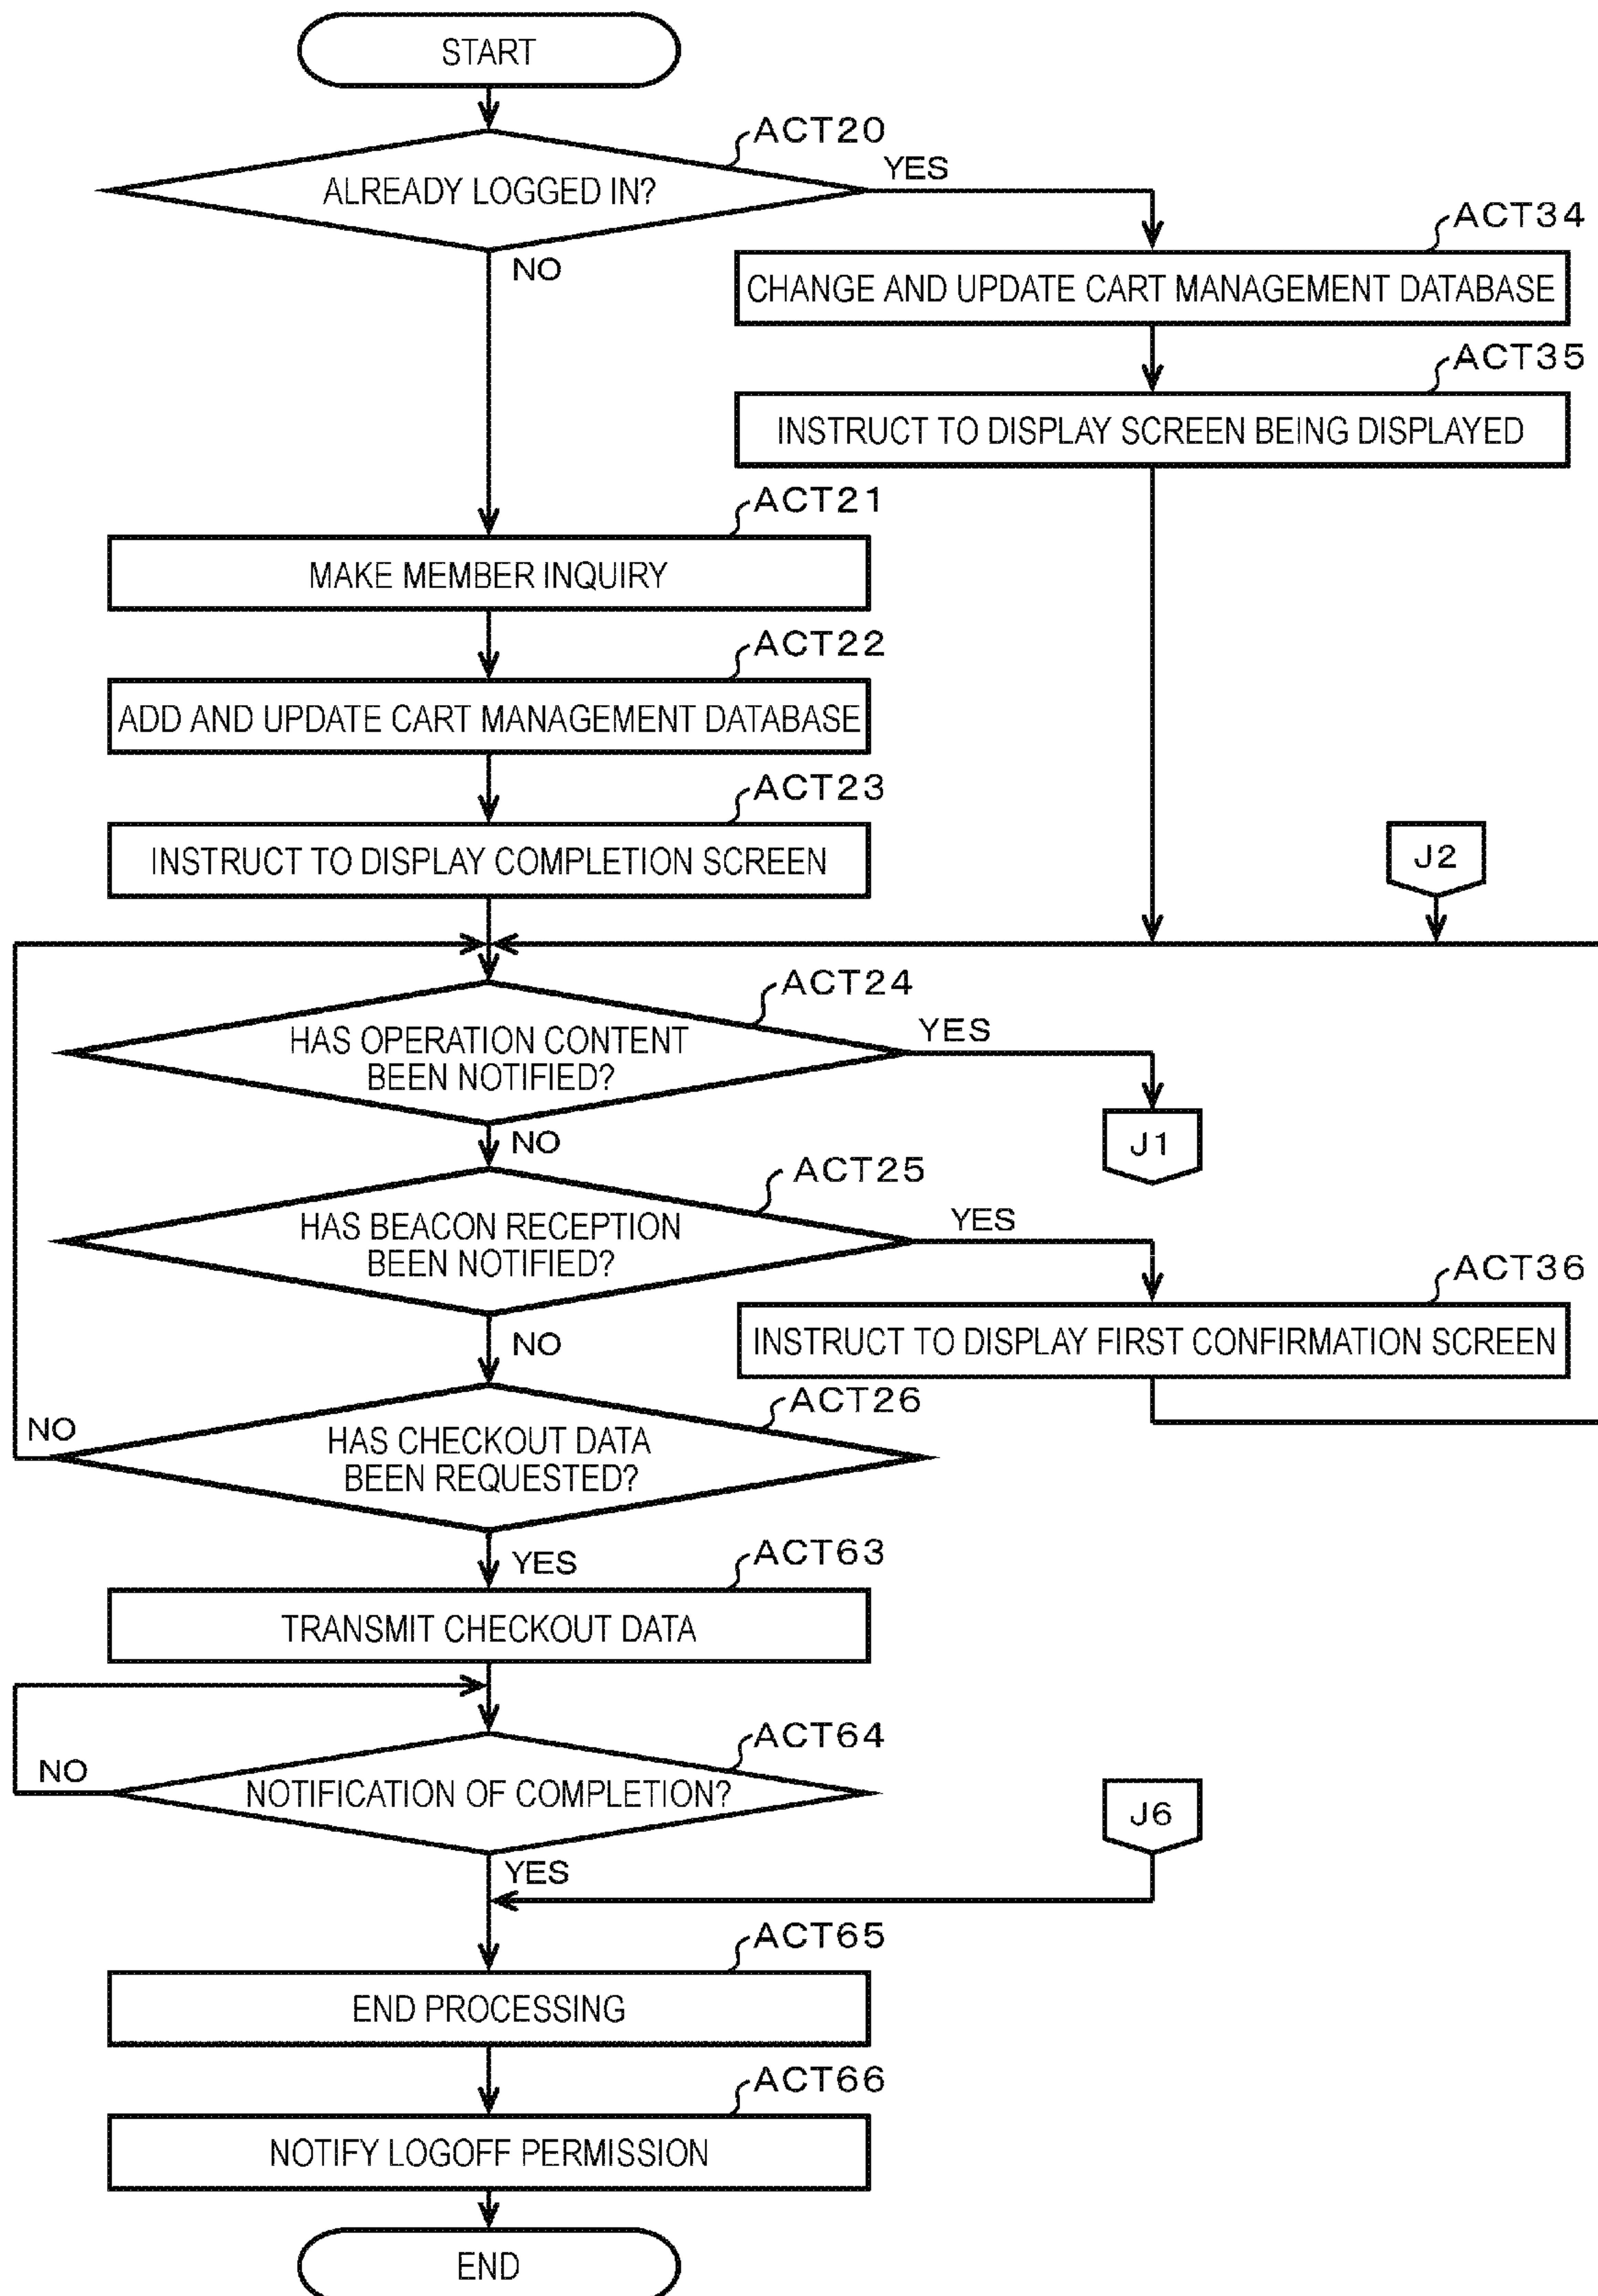 START
ACT20
ALREADY LOGGED IN?
YES
NO
ACT34
CHANGE AND UPDATE CART MANAGEMENT DATABASE
ACT35
INSTRUCT TO DISPLAY SCREEN BEING DISPLAYED
ACT21
MAKE MEMBER INQUIRY
ACT22
ADD AND UPDATE CART MANAGEMENT DATABASE
ACT23
INSTRUCT TO DISPLAY COMPLETION SCREEN
J2
ACT24
HAS OPERATION CONTENT
BEEN NOTIFIED?
YES
J1
NO
ACT25
HAS BEACON RECEPTION
BEEN NOTIFIED?
YES
ACT36
INSTRUCT TO DISPLAY FIRST CONFIRMATION SCREEN
NO
ACT26
HAS CHECKOUT DATA
BEEN REQUESTED?
NO
YES
ACT63
TRANSMIT CHECKOUT DATA
ACT64
NOTIFICATION OF COMPLETION?
NO
YES
J6
ACT65
END PROCESSING
ACT66
NOTIFY LOGOFF PERMISSION
END